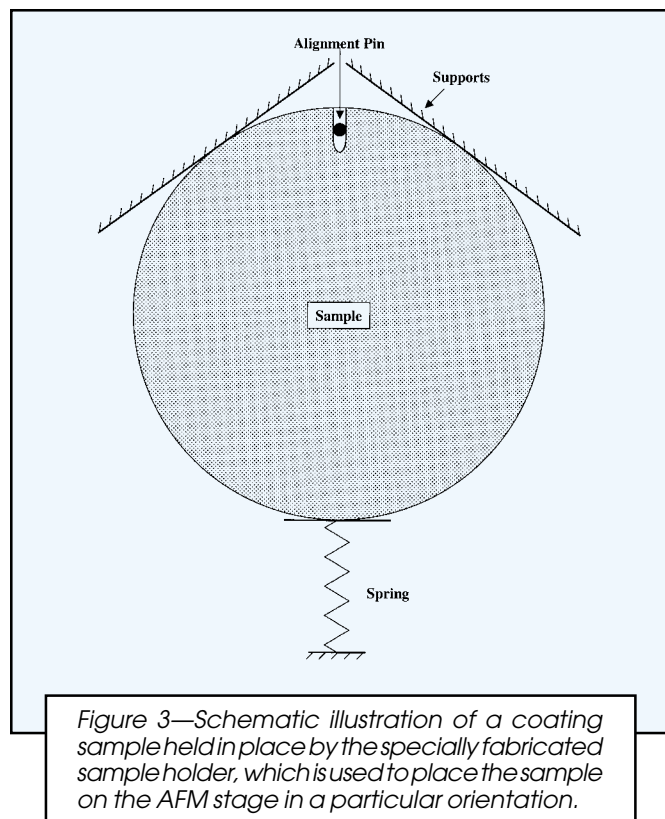 Alignment Pin
Supports
Sample
Spring
Figure 3—Schematic illustration of a coating
sample held in place by the specially fabricated
sample holder, which is used to place the sample
on the AFM stage in a particular orientation.